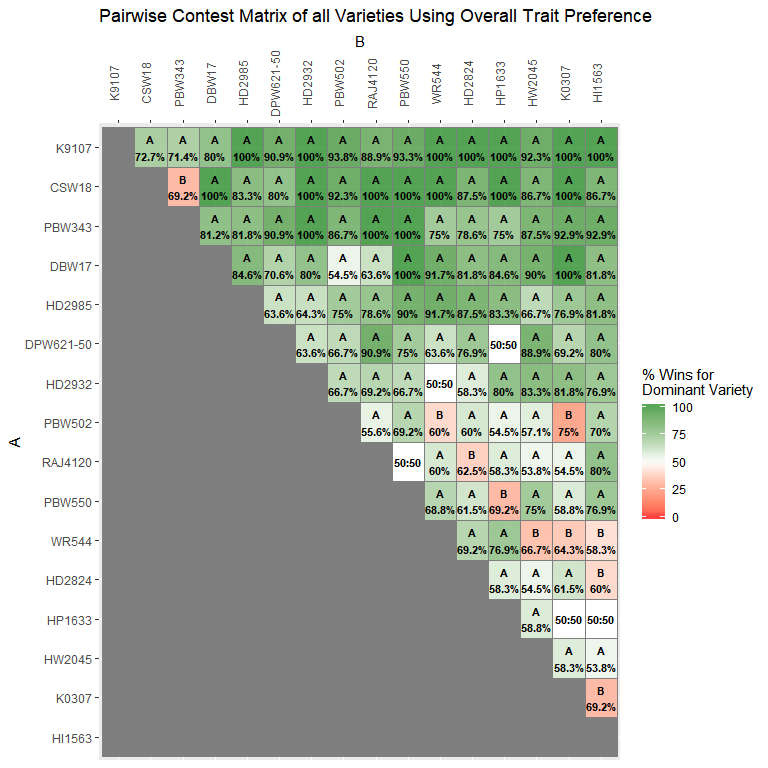 Pairwise Contest Matrix of all Varieties Using Overall Trait Preference
B
K9107 CSW18 PBW343 DBW17 HD2985 DPW621-50 HD2932 PBW502 RAJ4120 PBW550 WR544 HD2824 HP1633 HW2045 K0307 HI1563
A A A A A A A A A A A A A A A
K9107 72.7% 71.4% 80% 100% 90.9% 100% 93.8% 88.9% 93.3% 100% 100% 100% 92.3% 100% 100%
B A A A A A A A A A A A A A
CSW18 69.2% 100% 83.3% 80% 100% 92.3% 100% 100% 100% 87.5% 100% 86.7% 100% 86.7%
A A A A A A A A A A A A A
PBW343 81.2% 81.8% 90.9% 100% 86.7% 100% 100% 75% 78.6% 75% 87.5% 92.9% 92.9%
A A A A A A A A A A A A
DBW17 84.6% 70.6% 80% 54.5% 63.6% 100% 91.7% 81.8% 84.6% 90% 100% 81.8%
A A A A A A A A A A A
HD2985 63.6% 64.3% 75% 78.6% 90% 91.7% 87.5% 83.3% 66.7% 76.9% 81.8%
A A A A A A A A A
DPW621-50 63.6% 66.7% 90.9% 75% 63.6% 76.9% 50:50 88.9% 69.2% 80%
A A A A A A A A
HD2932 66.7% 69.2% 66.7% 50:50 58.3% 80% 83.3% 81.8% 76.9%
A A B A A A B A
PBW502 55.6% 69.2% 60% 60% 54.5% 57.1% 75% 70%
A B A A A A
RAJ4120 50:50 60% 62.5% 58.3% 53.8% 54.5% 80%
A A B A A A
PBW550 68.8% 61.5% 69.2% 75% 58.8% 76.9%
A A B B B
WR544 69.2% 76.9% 66.7% 64.3% 58.3%
A A A B
HD2824 58.3% 54.5% 61.5% 60%
A
HP1633 58.8% 50:50 50:50
A A
HW2045 58.3% 53.8%
B
K0307 69.2%
HI1563
A
% Wins for
Dominant Variety
100
75
50
25
0